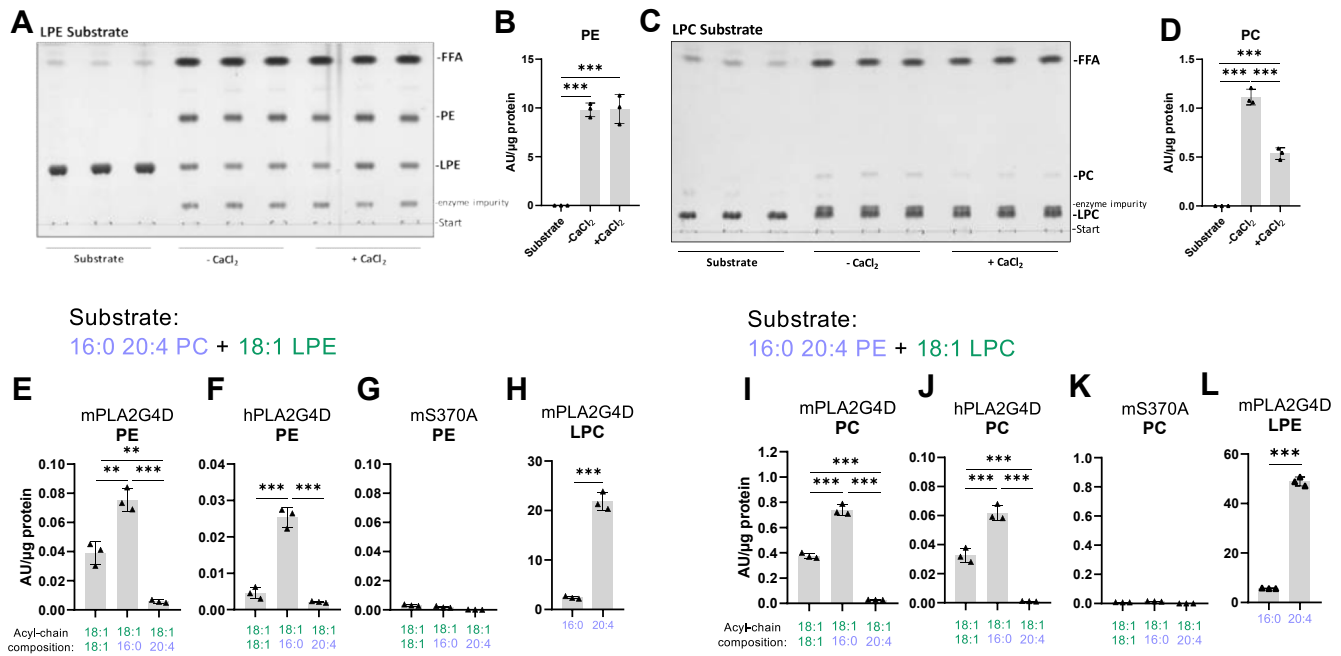 A
LPE Substrate
-FFA
-PE
-LPE
-enzyme impurity
-Start
Substrate
- CaCl₂
+ CaCl₂
B
PE
AU/µg protein
15
10
5
0
***
***
Substrate
-CaCl₂
+CaCl₂
C
LPC Substrate
-FFA
-PC
-enzyme impurity
-LPC
-Start
Substrate
- CaCl₂
+ CaCl₂
D
PC
AU/µg protein
1.5
1.0
0.5
0.0
***
*** ***
Substrate
-CaCl₂
+CaCl₂
Substrate:
16:0 20:4 PC + 18:1 LPE
Substrate:
16:0 20:4 PE + 18:1 LPC
E
mPLA2G4D
PE
AU/µg protein
0.10
0.08
0.06
0.04
0.02
0.00
**
** ***
Acyl-chain composition:
18:1 18:1 18:1
18:1 16:0 20:4
F
hPLA2G4D
PE
0.04
0.03
0.02
0.01
0.00
*** ***
18:1 18:1 18:1
18:1 16:0 20:4
G
mS370A
PE
0.10
0.08
0.06
0.04
0.02
0.00
18:1 18:1 18:1
18:1 16:0 20:4
H
mPLA2G4D
LPC
30
20
10
0
***
16:0 20:4
I
mPLA2G4D
PC
AU/µg protein
1.2
1.0
0.8
0.6
0.4
0.2
0.0
***
*** ***
Acyl-chain composition:
18:1 18:1 18:1
18:1 16:0 20:4
J
hPLA2G4D
PC
0.10
0.08
0.06
0.04
0.02
0.00
***
*** ***
18:1 18:1 18:1
18:1 16:0 20:4
K
mS370A
PC
1.0
0.8
0.6
0.4
0.2
0.0
18:1 18:1 18:1
18:1 16:0 20:4
L
mPLA2G4D
LPE
60
40
20
0
***
16:0 20:4